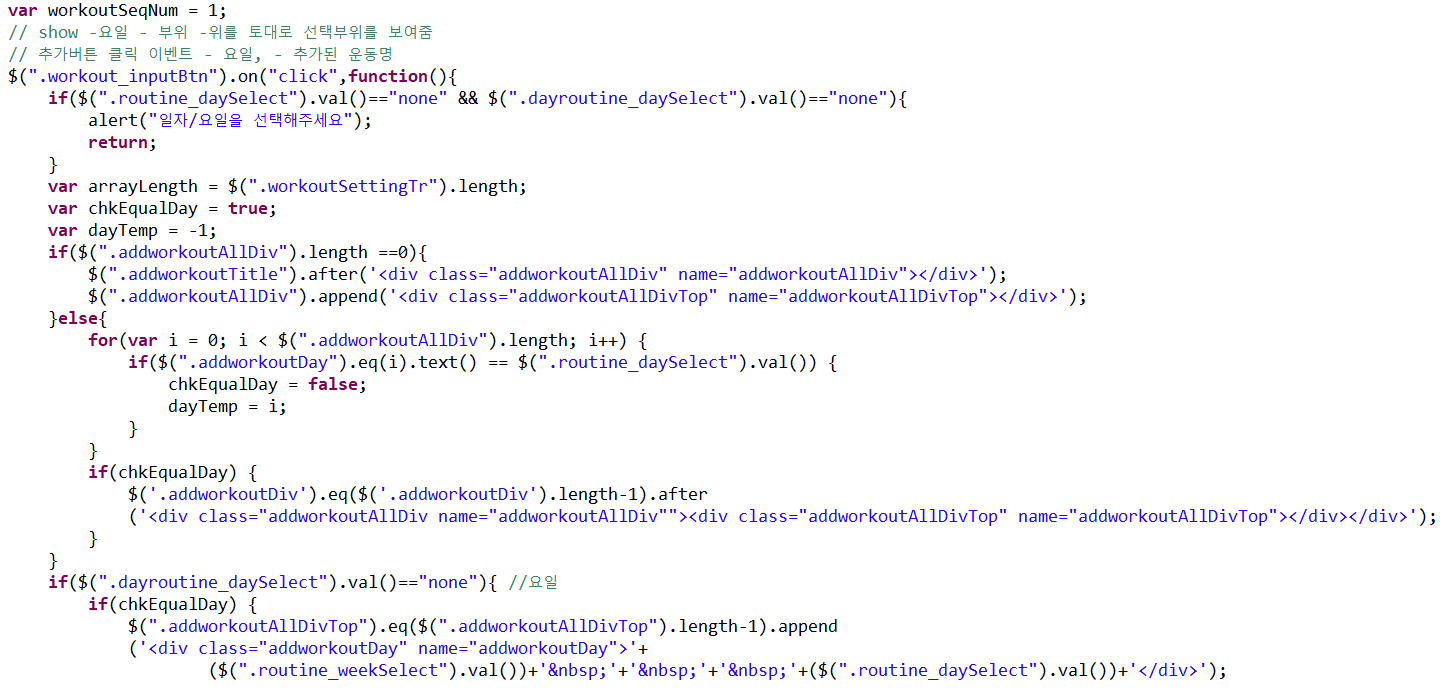 var workoutSeqNum = 1;
// show -요일 - 부위 -위를 토대로 선택부위를 보여줌
// 추가버튼 클릭 이벤트 - 요일, - 추가된 운동명
$(".workout_inputBtn").on("click",function(){
    if($(".routine_daySelect").val()=="none" && $(".dayroutine_daySelect").val()=="none"){
        alert("일자/요일을 선택해주세요");
        return;
    }
    var arrayLength = $(".workoutSettingTr").length;
    var chkEqualDay = true;
    var dayTemp = -1;
    if($(".addworkoutAllDiv").length ==0){
        $(".addworkoutTitle").after('<div class="addworkoutAllDiv" name="addworkoutAllDiv"></div>');
        $(".addworkoutAllDiv").append('<div class="addworkoutAllDivTop" name="addworkoutAllDivTop"></div>');
    }else{
        for(var i = 0; i < $(".addworkoutAllDiv").length; i++) {
            if($(".addworkoutDay").eq(i).text() == $(".routine_daySelect").val()) {
                chkEqualDay = false;
                dayTemp = i;
            }
        }
        if(chkEqualDay) {
            $('.addworkoutDiv').eq($('.addworkoutDiv').length-1).after
            ('<div class="addworkoutAllDiv name="addworkoutAllDiv""><div class="addworkoutAllDivTop" name="addworkoutAllDivTop"></div></div>');
        }
    }
    if($(".dayroutine_daySelect").val()=="none"){ //요일
        if(chkEqualDay) {
            $(".addworkoutAllDivTop").eq($(".addworkoutAllDivTop").length-1).append
            ('<div class="addworkoutDay" name="addworkoutDay">'+
                    ($(".routine_weekSelect").val())+'&nbsp;'+'&nbsp;'+'&nbsp;'+($(".routine_daySelect").val())+'</div>');